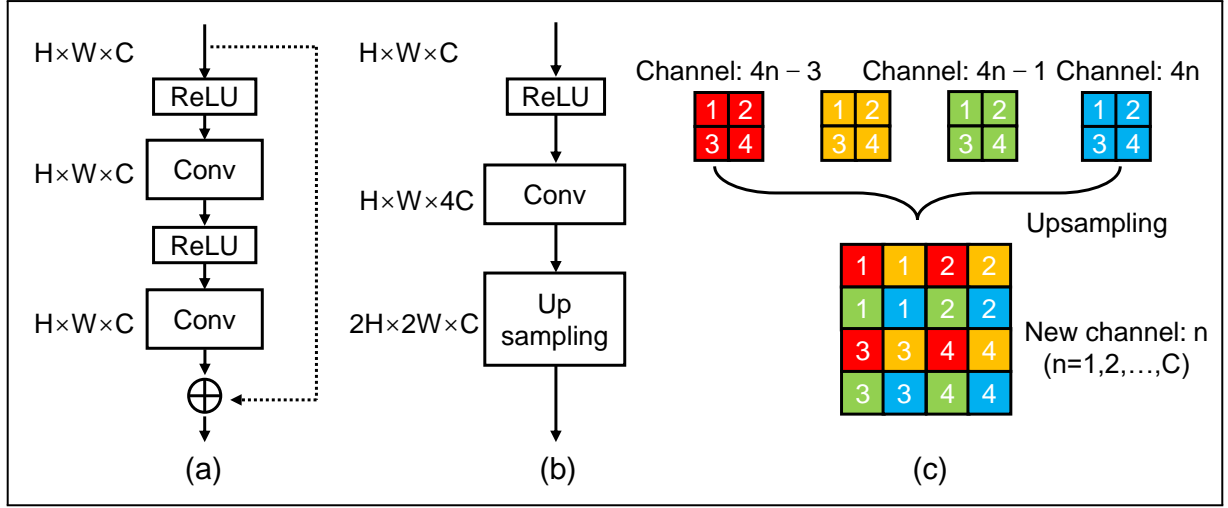 H×W×C
ReLU
H×W×C
Conv
ReLU
H×W×C
Conv
(a)
H×W×C
ReLU
H×W×4C
Conv
2H×2W×C
Up
sampling
(b)
Channel: 4n − 3
Channel: 4n − 1
Channel: 4n
1 2
3 4
1 2
3 4
1 2
3 4
1 2
3 4
Upsampling
1 1 2 2
1 1 2 2
3 3 4 4
3 3 4 4
New channel: n
(n=1,2,…,C)
(c)